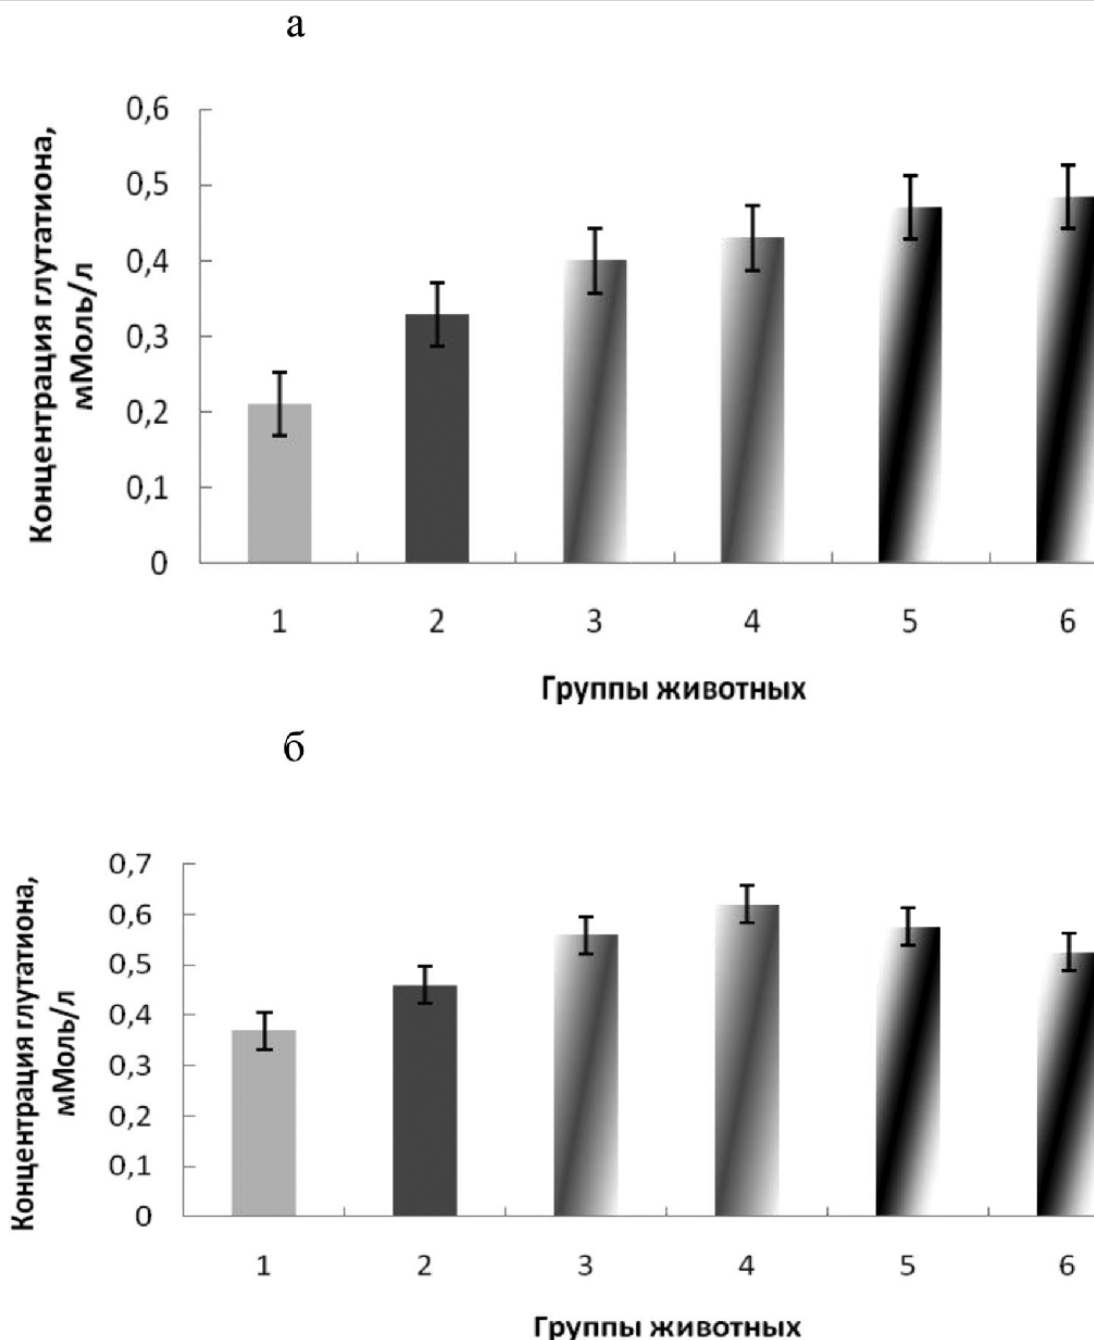 а
Концентрация глутатиона,
мМоль/л
0,6
0,5
0,4
0,3
0,2
0,1
0
1 2 3 4 5 6
Группы животных
б
Концентрация глутатиона,
мМоль/л
0,7
0,6
0,5
0,4
0,3
0,2
0,1
0
1 2 3 4 5 6
Группы животных